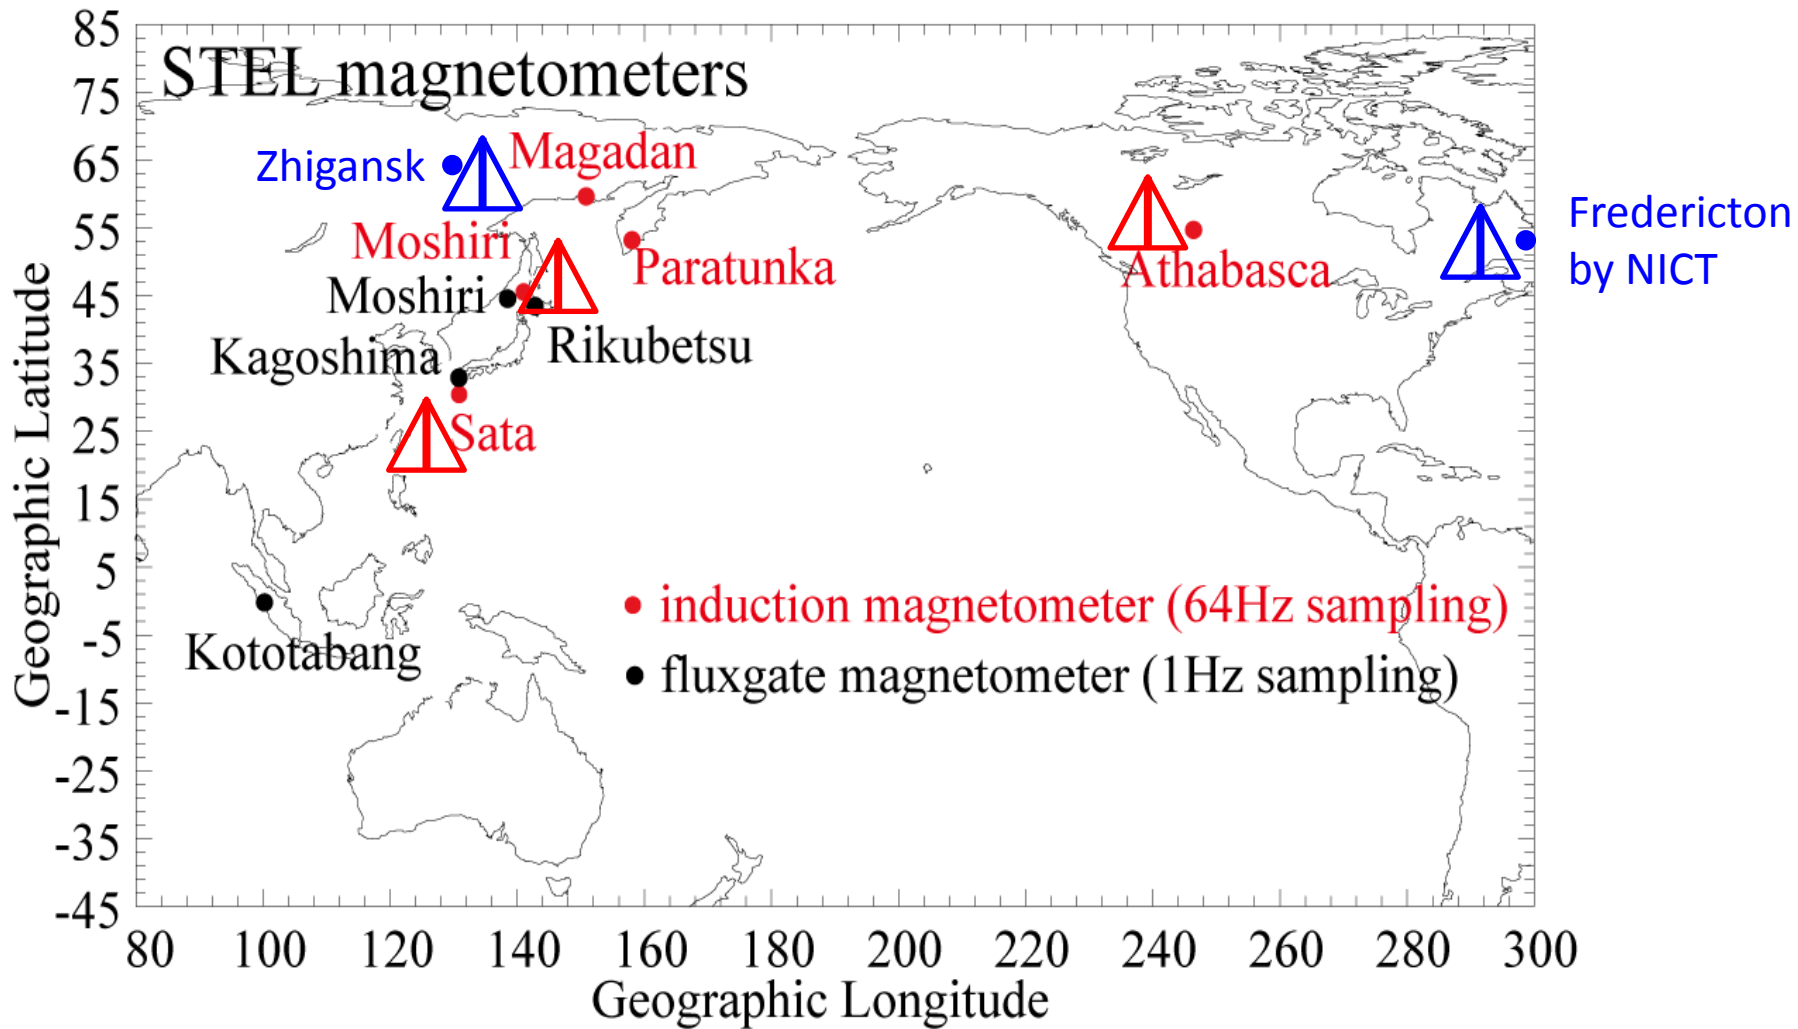 STEL magnetometers
85
75
65
55
45
35
25
15
5
-5
-15
-25
-35
-45
Geographic Latitude
Zhigansk
Magadan
Moshiri
Paratunka
Moshiri
Rikubetsu
Kagoshima
Sata
Kototabang
Athabasca
Fredericton
by NICT
induction magnetometer (64Hz sampling)
fluxgate magnetometer (1Hz sampling)
80 100 120 140 160 180 200 220 240 260 280 300
Geographic Longitude